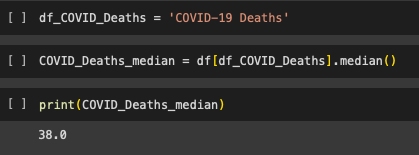 [ ] df_COVID_Deaths = 'COVID-19 Deaths'
[ ] COVID_Deaths_median = df[df_COVID_Deaths].median()
[ ] print(COVID_Deaths_median)
38.0